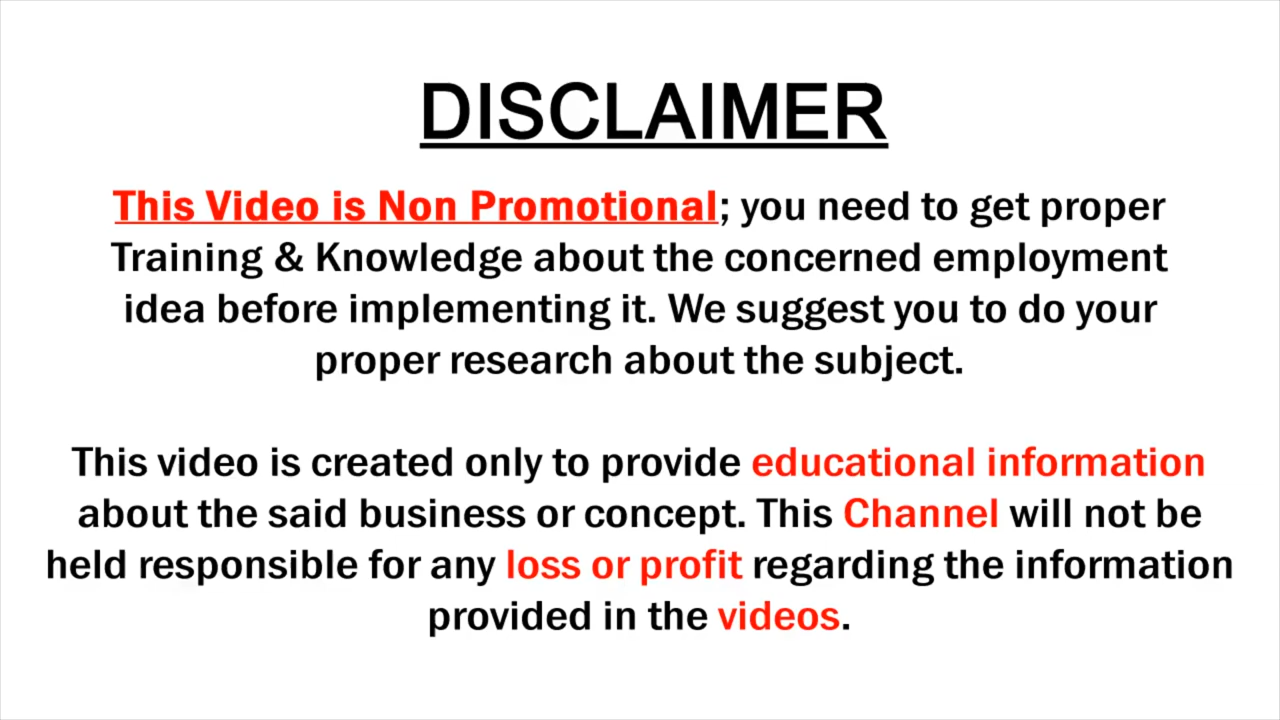 DISCLAIMER
This Video is Non Promotional; you need to get proper
Training & Knowledge about the concerned employment
idea before implementing it. We suggest you to do your
proper research about the subject.
This video is created only to provide educational information
about the said business or concept. This Channel will not be
held responsible for any loss or profit regarding the information
provided in the videos.